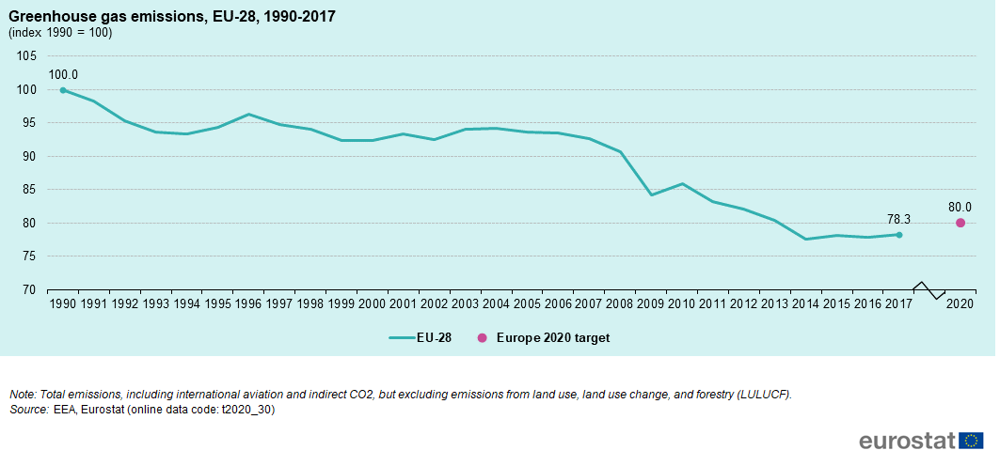 Greenhouse gas emissions, EU-28, 1990-2017
(index 1990 = 100)
105
100
95
90
85
80
75
70
100.0
78.3
80.0
1990 1991 1992 1993 1994 1995 1996 1997 1998 1999 2000 2001 2002 2003 2004 2005 2006 2007 2008 2009 2010 2011 2012 2013 2014 2015 2016 2017 2020
EU-28 Europe 2020 target
Note: Total emissions, including international aviation and indirect CO2, but excluding emissions from land use, land use change, and forestry (LULUCF).
Source: EEA, Eurostat (online data code: t2020_30)
eurostat